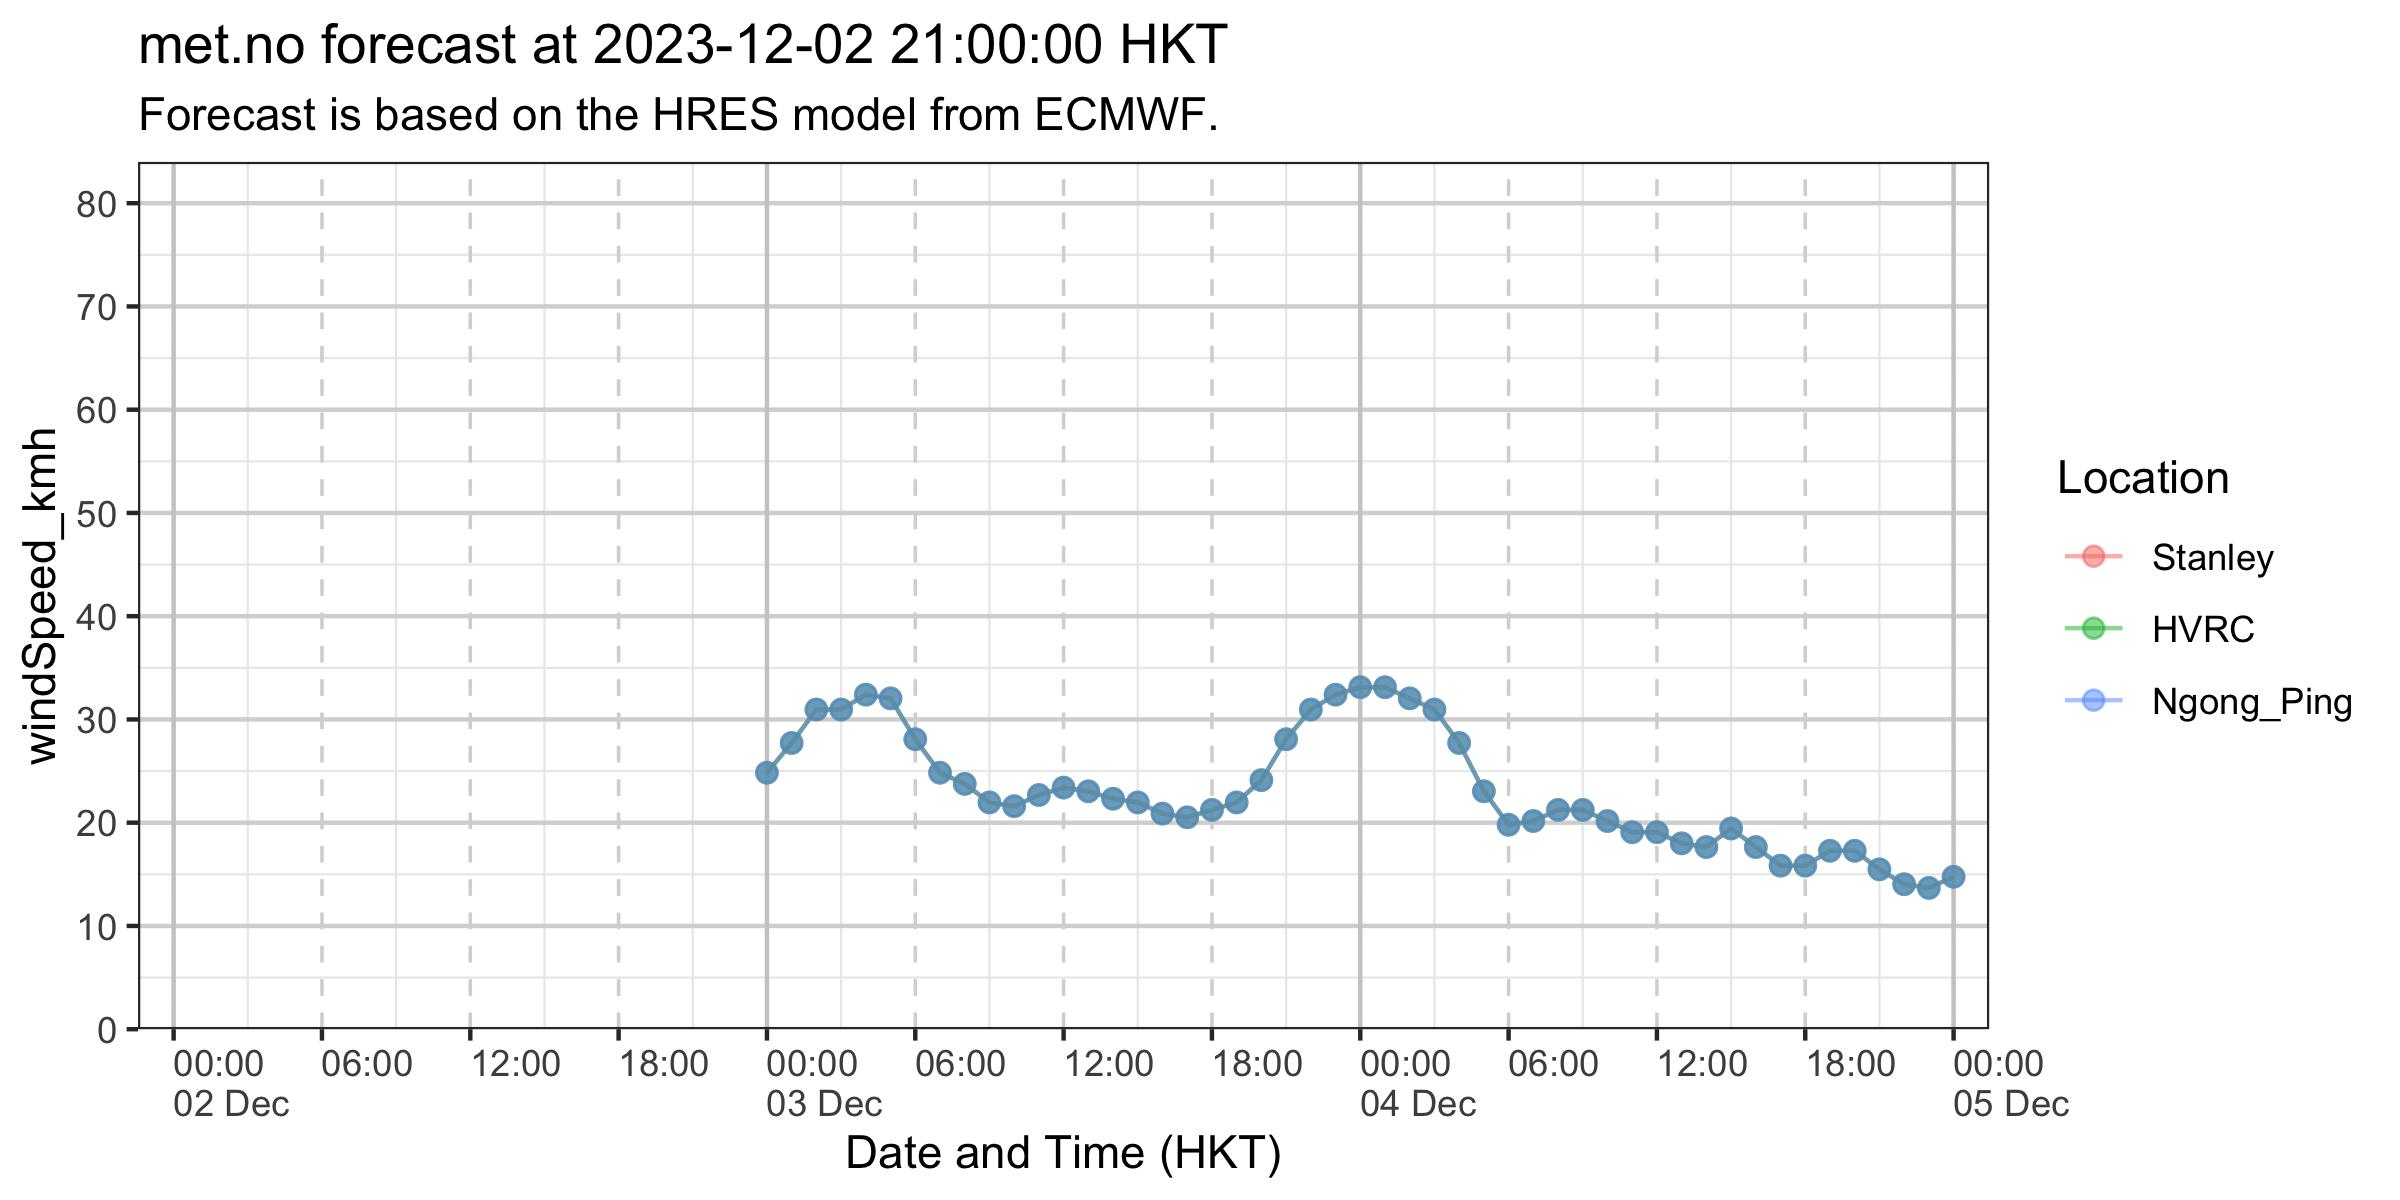 met.no forecast at 2023-12-02 21:00:00 HKT
Forecast is based on the HRES model from ECMWF.
windSpeed_kmh
80
70
60
50
40
30
20
10
0
00:00 06:00 12:00 18:00 00:00 06:00 12:00 18:00 00:00 06:00 12:00 18:00 00:00
02 Dec 03 Dec 04 Dec 05 Dec
Date and Time (HKT)
Location
Stanley
HVRC
Ngong_Ping